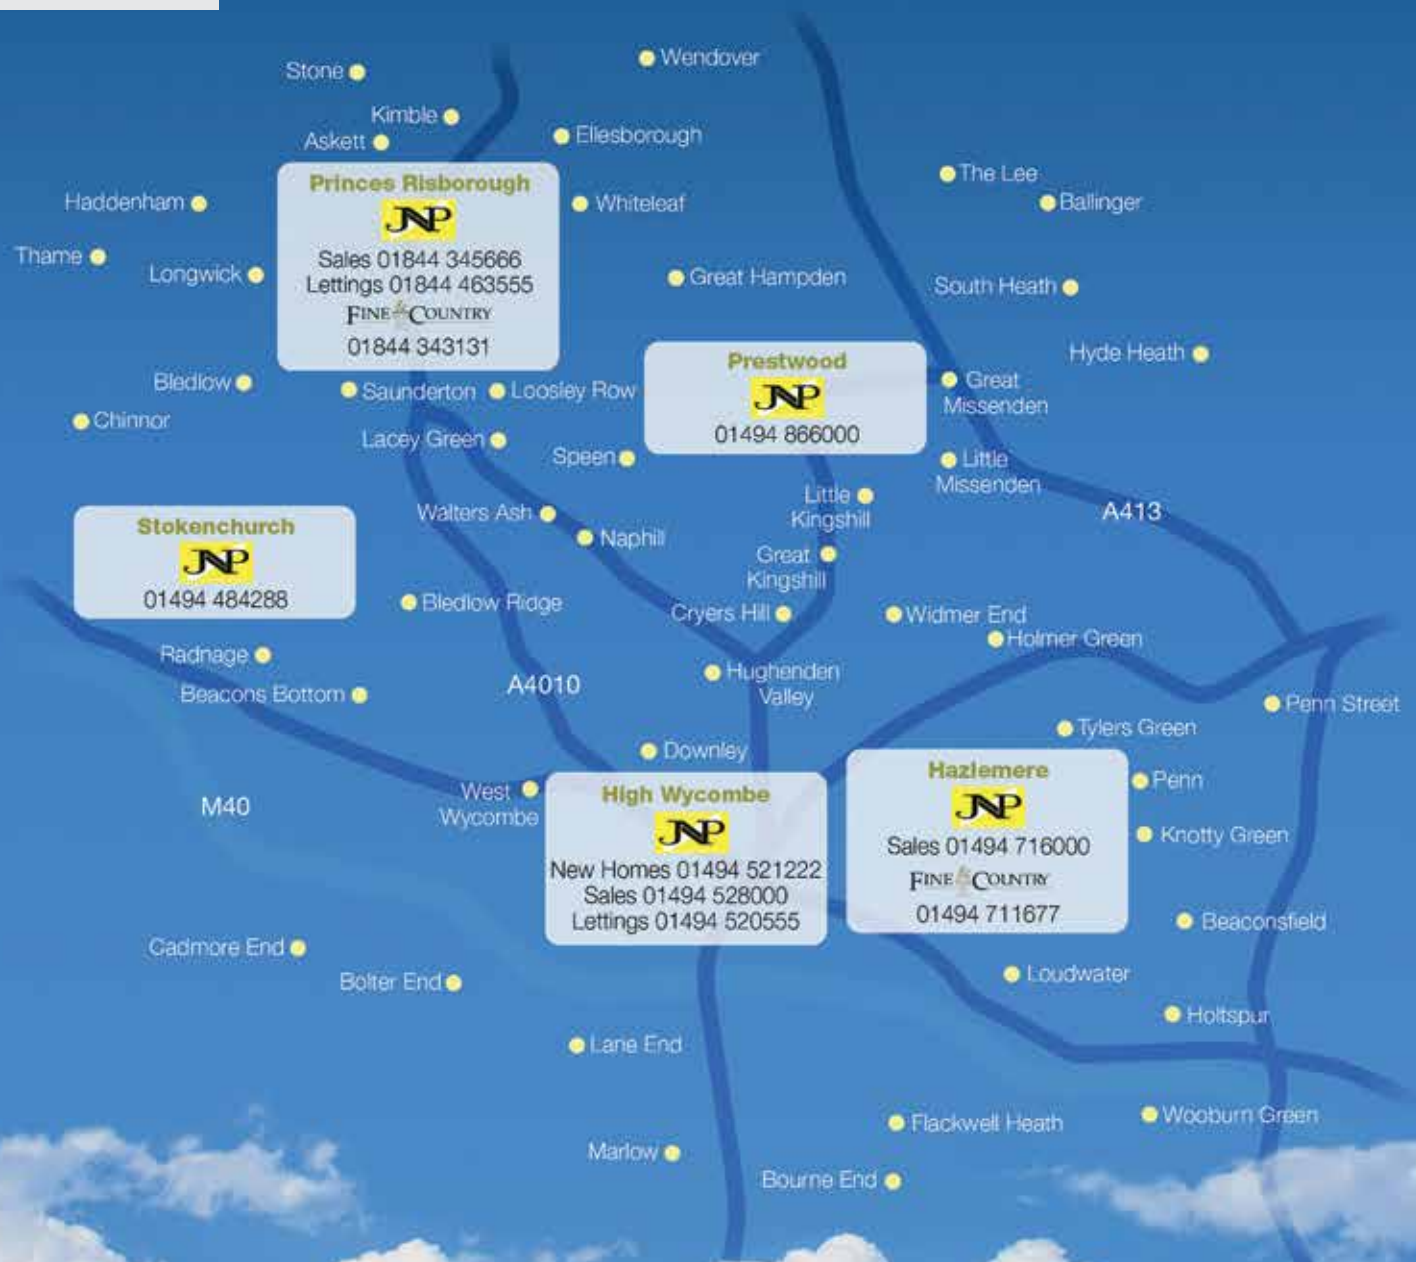 Wendover
Stone
Kimble
Askett
Ellesborough
The Lee
Ballinger
Haddenham
Whiteleaf
Princes Risborough
JNP
Sales 01844 345666
Lettings 01844 463555
FINE & COUNTRY
01844 343131
Thame
Longwick
Great Hampden
South Heath
Hyde Heath
Prestwood
JNP
01494 866000
Great
Missenden
Bledlow
Saunderton
Loosley Row
Chinnor
Lacey Green
Speen
Little
Missenden
Little
Kingshill
A413
Walters Ash
Naphill
Stokenchurch
JNP
01494 484288
Great
Kingshill
Bledlow Ridge
Cryers Hill
Widmer End
Holmer Green
Radnage
Beacons Bottom
A4010
Hughenden
Valley
Penn Street
Tylers Green
Downley
M40
West
Wycombe
High Wycombe
JNP
New Homes 01494 521222
Sales 01494 528000
Lettings 01494 520555
Hazlemere
JNP
Sales 01494 716000
FINE & COUNTRY
01494 711677
Penn
Knotty Green
Beaconsfield
Cadmore End
Bolter End
Loudwater
Holtspur
Lane End
Flackwell Heath
Wooburn Green
Marlow
Bourne End